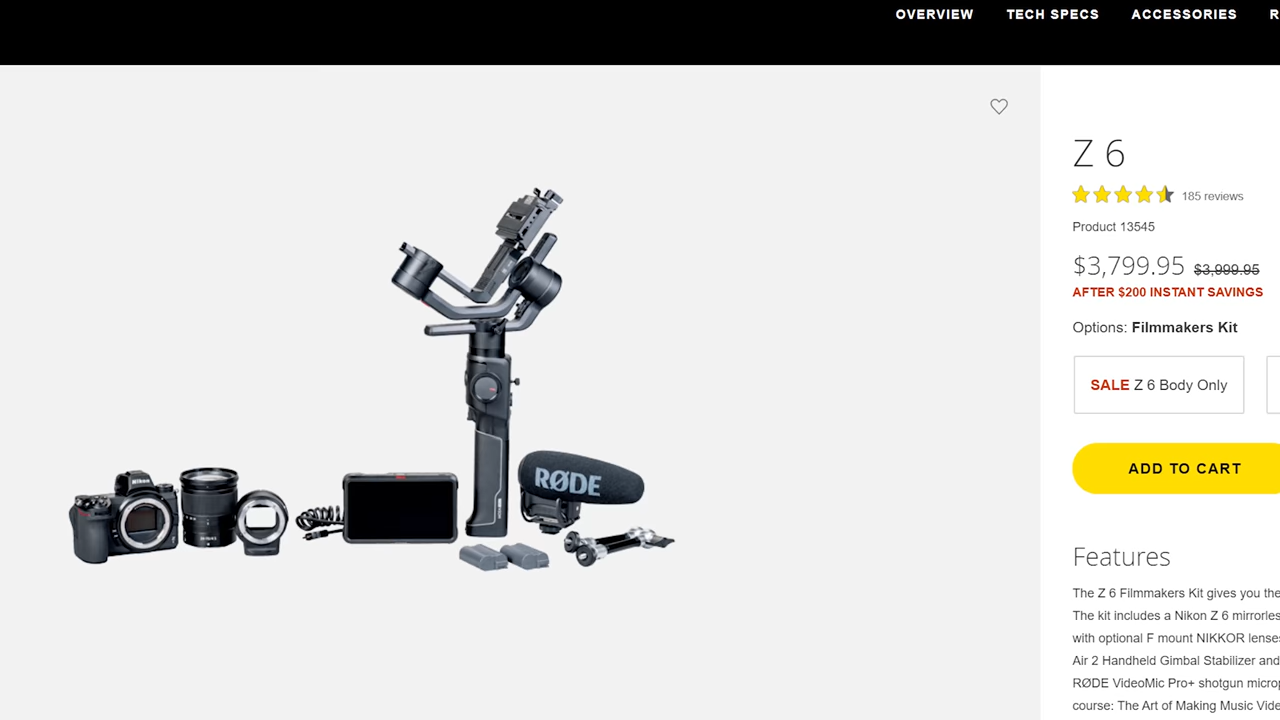 OVERVIEW TECH SPECS ACCESSORIES R
Z 6
185 reviews
Product 13545
$3,799.95 $3,999.95
AFTER $200 INSTANT SAVINGS
Options: Filmmakers Kit
SALE Z 6 Body Only
ADD TO CART
RØDE
Nikon
Features
The Z 6 Filmmakers Kit gives you the
The kit includes a Nikon Z 6 mirrorles
with optional F mount NIKKOR lense
Air 2 Handheld Gimbal Stabilizer and
RØDE VideoMic Pro+ shotgun microp
course: The Art of Making Music Vide